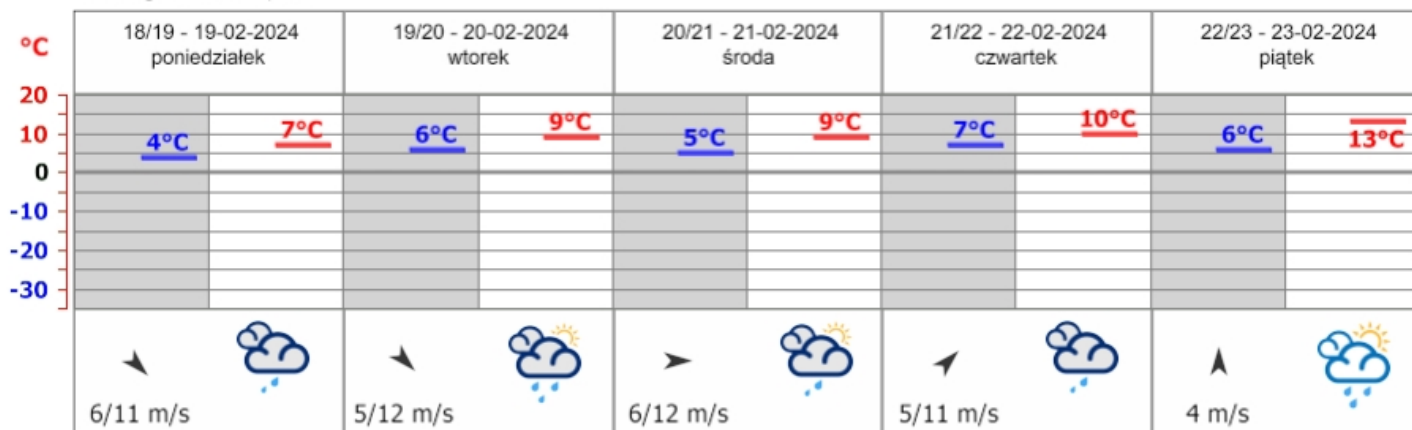 °C
18/19 - 19-02-2024
poniedziałek
19/20 - 20-02-2024
wtorek
20/21 - 21-02-2024
środa
21/22 - 22-02-2024
czwartek
22/23 - 23-02-2024
piątek
20
10
0
-10
-20
-30
4°C
7°C
6°C
9°C
5°C
9°C
7°C
10°C
6°C
13°C
6/11 m/s
5/12 m/s
6/12 m/s
5/11 m/s
4 m/s